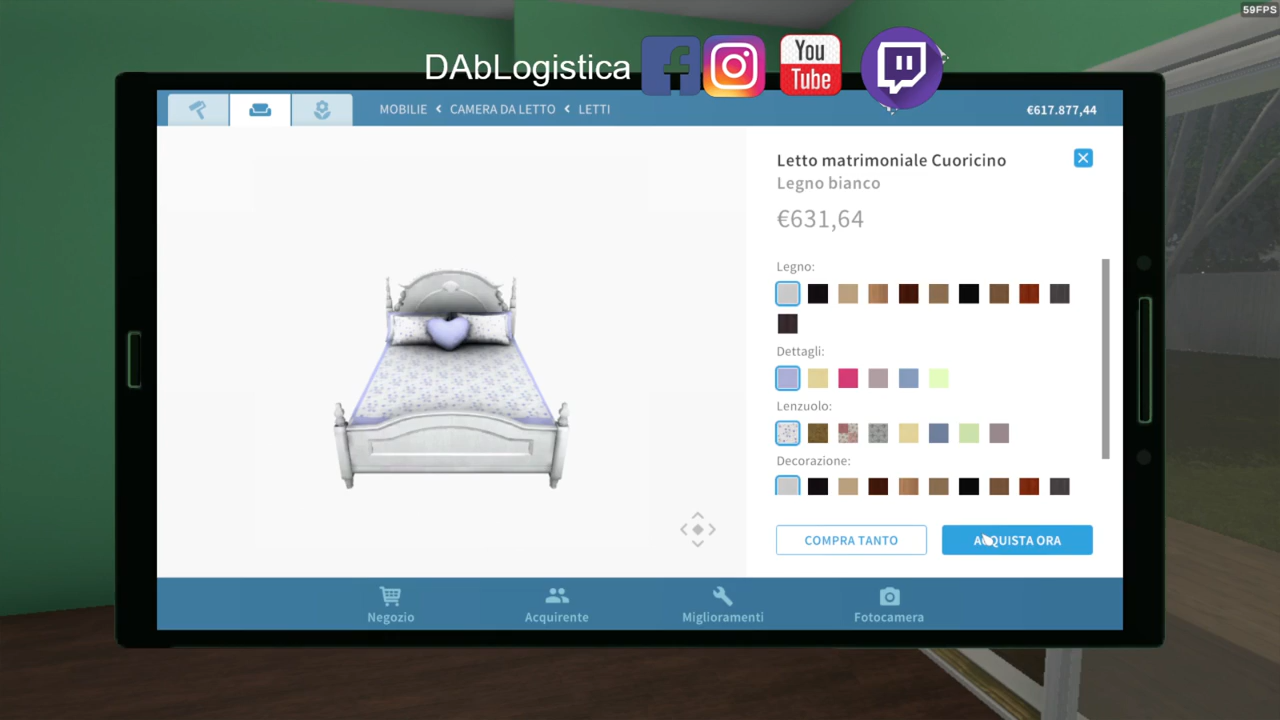 59FPS
DAbLogistica
You
Tube
MOBILIE < CAMERA DA LETTO < LETTI
€617.877,44
Letto matrimoniale Cuoricino
Legno bianco
€631,64
Legno:
Dettagli:
Lenzuolo:
Decorazione:
COMPRA TANTO
ACQUISTA ORA
Negozio
Acquirente
Miglioramenti
Fotocamera